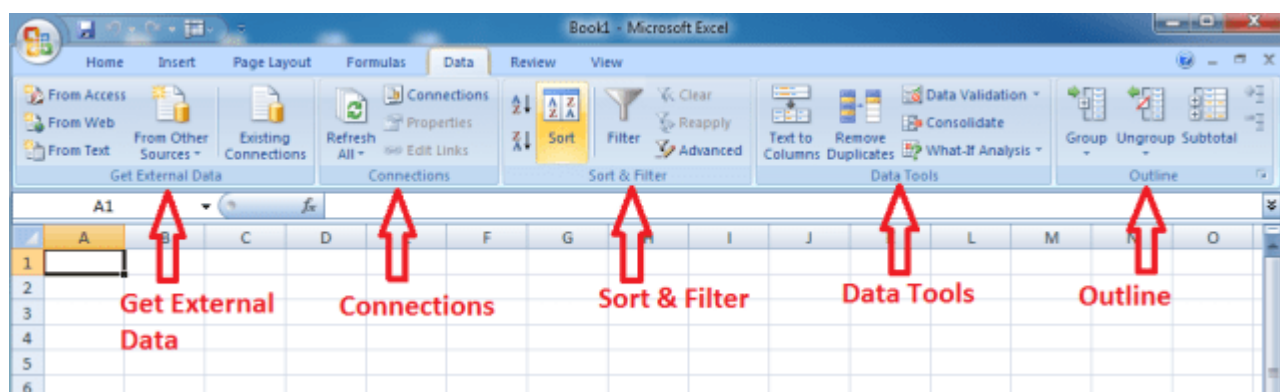 Book1 - Microsoft Excel
Home Insert Page Layout Formulas Data Review View
From Access
From Web
From Text
From Other Sources
Existing Connections
Get External Data
Refresh All
Connections
Properties
Edit Links
Connections
Sort
Filter
Clear
Reapply
Advanced
Sort & Filter
Text to Columns
Remove Duplicates
Data Validation
Consolidate
What-If Analysis
Data Tools
Group
Ungroup
Subtotal
Outline
A1 fx
A B C D F G H I J L M N O
1
2
3
4
5
6
Get External
Data
Connections
Sort & Filter
Data Tools
Outline